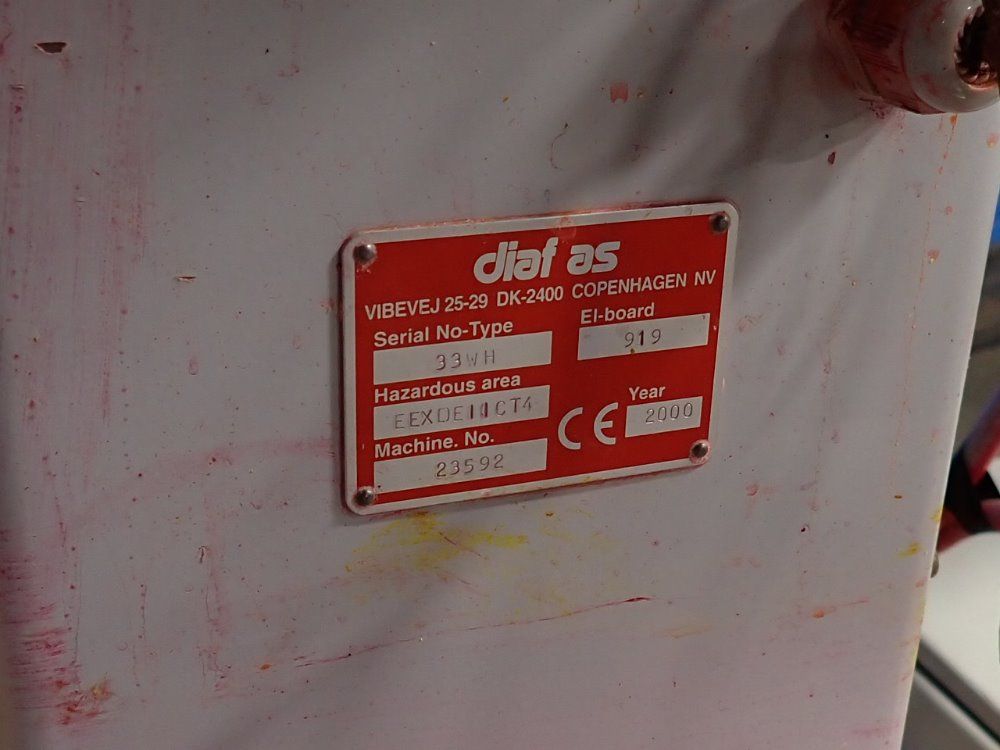 diaf as
VIBEVEJ 25-29 DK-2400 COPENHAGEN NV
Serial No-Type
33WH
El-board
919
Hazardous area
EEXDEIICT4
Machine. No.
23592
CE
Year
2000